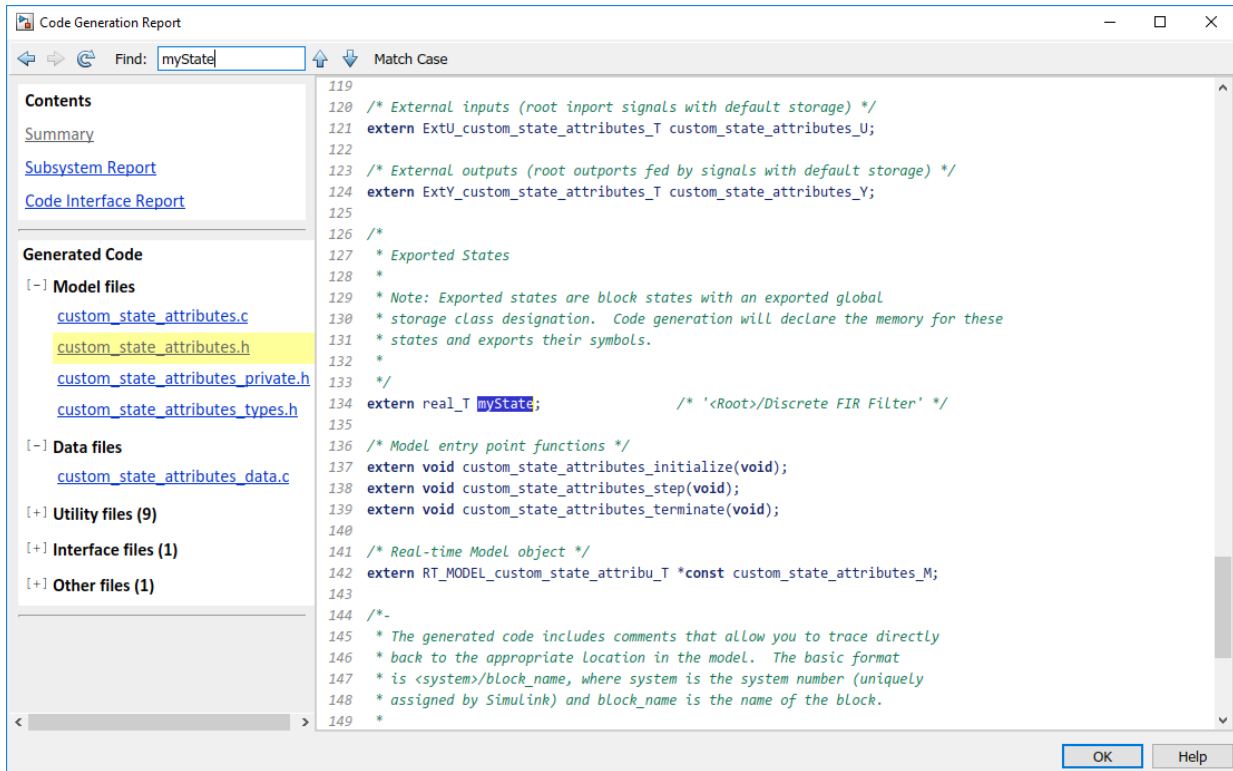 Code Generation Report
Find: myState Match Case
Contents
Summary
Subsystem Report
Code Interface Report
Generated Code
[-] Model files
custom_state_attributes.c
custom_state_attributes.h
custom_state_attributes_private.h
custom_state_attributes_types.h
[-] Data files
custom_state_attributes_data.c
[+] Utility files (9)
[+] Interface files (1)
[+] Other files (1)
119
120 /* External inputs (root inport signals with default storage) */
121 extern ExtU_custom_state_attributes_T custom_state_attributes_U;
122
123 /* External outputs (root outports fed by signals with default storage) */
124 extern ExtY_custom_state_attributes_T custom_state_attributes_Y;
125
126 /*
127 * Exported States
128 *
129 * Note: Exported states are block states with an exported global
130 * storage class designation. Code generation will declare the memory for these
131 * states and exports their symbols.
132 *
133 */
134 extern real_T myState; /* '<Root>/Discrete FIR Filter' */
135
136 /* Model entry point functions */
137 extern void custom_state_attributes_initialize(void);
138 extern void custom_state_attributes_step(void);
139 extern void custom_state_attributes_terminate(void);
140
141 /* Real-time Model object */
142 extern RT_MODEL_custom_state_attribu_T *const custom_state_attributes_M;
143
144 /*-
145 * The generated code includes comments that allow you to trace directly
146 * back to the appropriate location in the model. The basic format
147 * is <system>/block_name, where system is the system number (uniquely
148 * assigned by Simulink) and block_name is the name of the block.
149 *
OK Help